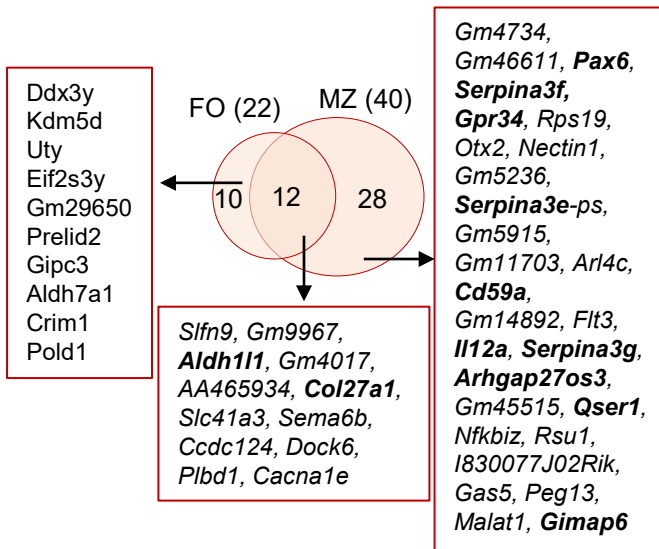 Ddx3y
Kdm5d
Uty
Eif2s3y
Gm29650
Prelid2
Gipc3
Aldh7a1
Crim1
Pold1
FO (22)
MZ (40)
10
12
28
Slfn9, Gm9967,
Aldh1l1, Gm4017,
AA465934, Col27a1,
Slc41a3, Sema6b,
Ccdc124, Dock6,
Plbd1, Cacna1e
Gm4734,
Gm46611, Pax6,
Serpina3f,
Gpr34, Rps19,
Otx2, Nectin1,
Gm5236,
Serpina3e-ps,
Gm5915,
Gm11703, Arl4c,
Cd59a,
Gm14892, Flt3,
Il12a, Serpina3g,
Arhgap27os3,
Gm45515, Qser1,
Nfkbiz, Rsu1,
I830077J02Rik,
Gas5, Peg13,
Malat1, Gimap6